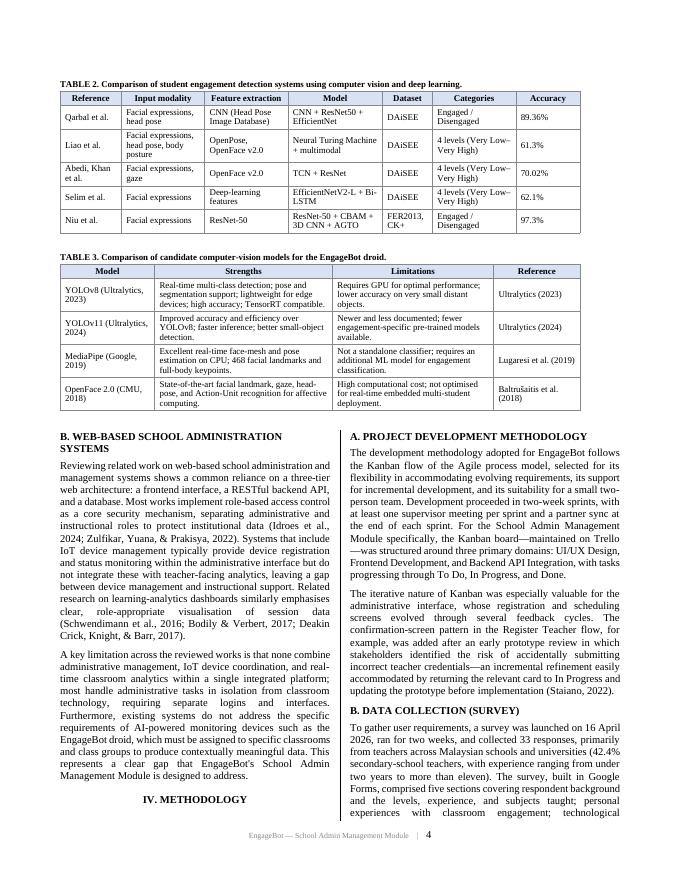 TABLE 2. Comparison of student engagement detection systems using computer vision and deep learning.
Reference Input modality Feature extraction Model Dataset Categories Accuracy
Qarbal et al. Facial expressions, head pose CNN (Head Pose Image Database) CNN + ResNet50 + EfficientNet DAiSEE Engaged / Disengaged 89.36%
Liao et al. Facial expressions, head pose, body posture OpenPose, OpenFace v2.0 Neural Turing Machine + multimodal DAiSEE 4 levels (Very Low–Very High) 61.3%
Abedi, Khan et al. Facial expressions, gaze OpenFace v2.0 TCN + ResNet DAiSEE 4 levels (Very Low–Very High) 70.02%
Selim et al. Facial expressions Deep-learning features EfficientNetV2-L + Bi-LSTM DAiSEE 4 levels (Very Low–Very High) 62.1%
Niu et al. Facial expressions ResNet-50 ResNet-50 + CBAM + 3D CNN + AGTO FER2013, CK+ Engaged / Disengaged 97.3%
TABLE 3. Comparison of candidate computer-vision models for the EngageBot droid.
Model Strengths Limitations Reference
YOLOv8 (Ultralytics, 2023) Real-time multi-class detection; pose and segmentation support; lightweight for edge devices; high accuracy; TensorRT compatible. Requires GPU for optimal performance; lower accuracy on very small distant objects. Ultralytics (2023)
YOLOv11 (Ultralytics, 2024) Improved accuracy and efficiency over YOLOv8; faster inference; better small-object detection. Newer and less documented; fewer engagement-specific pre-trained models available. Ultralytics (2024)
MediaPipe (Google, 2019) Excellent real-time face-mesh and pose estimation on CPU; 468 facial landmarks and full-body keypoints. Not a standalone classifier; requires an additional ML model for engagement classification. Lugaresi et al. (2019)
OpenFace 2.0 (CMU, 2018) State-of-the-art facial landmark, gaze, head-pose, and Action-Unit recognition for affective computing. High computational cost; not optimised for real-time embedded multi-student deployment. Baltrušaitis et al. (2018)
B. WEB-BASED SCHOOL ADMINISTRATION
SYSTEMS
Reviewing related work on web-based school administration and
management systems shows a common reliance on a three-tier
web architecture: a frontend interface, a RESTful backend API,
and a database. Most works implement role-based access control
as a core security mechanism, separating administrative and
instructional roles to protect institutional data (Idroes et al.,
2024; Zulfikar, Yuana, & Prakisya, 2022). Systems that include
IoT device management typically provide device registration
and status monitoring within the administrative interface but do
not integrate these with teacher-facing analytics, leaving a gap
between device management and instructional support. Related
research on learning-analytics dashboards similarly emphasises
clear, role-appropriate visualisation of session data
(Schwendimann et al., 2016; Bodily & Verbert, 2017; Deakin
Crick, Knight, & Barr, 2017).
A key limitation across the reviewed works is that none combine
administrative management, IoT device coordination, and real-
time classroom analytics within a single integrated platform;
most handle administrative tasks in isolation from classroom
technology, requiring separate logins and interfaces.
Furthermore, existing systems do not address the specific
requirements of AI-powered monitoring devices such as the
EngageBot droid, which must be assigned to specific classrooms
and class groups to produce contextually meaningful data. This
represents a clear gap that EngageBot's School Admin
Management Module is designed to address.
IV. METHODOLOGY
A. PROJECT DEVELOPMENT METHODOLOGY
The development methodology adopted for EngageBot follows
the Kanban flow of the Agile process model, selected for its
flexibility in accommodating evolving requirements, its support
for incremental development, and its suitability for a small two-
person team. Development proceeded in two-week sprints, with
at least one supervisor meeting per sprint and a partner sync at
the end of each sprint. For the School Admin Management
Module specifically, the Kanban board—maintained on Trello
—was structured around three primary domains: UI/UX Design,
Frontend Development, and Backend API Integration, with tasks
progressing through To Do, In Progress, and Done.
The iterative nature of Kanban was especially valuable for the
administrative interface, whose registration and scheduling
screens evolved through several feedback cycles. The
confirmation-screen pattern in the Register Teacher flow, for
example, was added after an early prototype review in which
stakeholders identified the risk of accidentally submitting
incorrect teacher credentials—an incremental refinement easily
accommodated by returning the relevant card to In Progress and
updating the prototype before implementation (Staiano, 2022).
B. DATA COLLECTION (SURVEY)
To gather user requirements, a survey was launched on 16 April
2026, ran for two weeks, and collected 33 responses, primarily
from teachers across Malaysian schools and universities (42.4%
secondary-school teachers, with experience ranging from under
two years to more than eleven). The survey, built in Google
Forms, comprised five sections covering respondent background
and the levels, experience, and subjects taught; personal
experiences with classroom engagement; technological
EngageBot — School Admin Management Module | 4